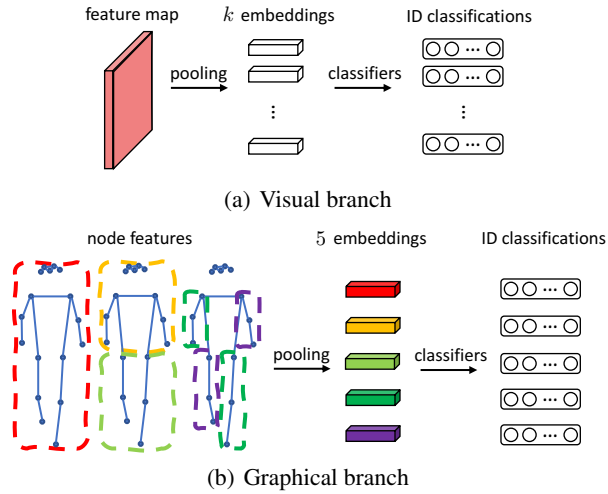 feature map k embeddings ID classifications
pooling classifiers
... 
...
⋮ ⋮
...
(a) Visual branch
node features 5 embeddings ID classifications
...
...
pooling classifiers ...
...
...
(b) Graphical branch